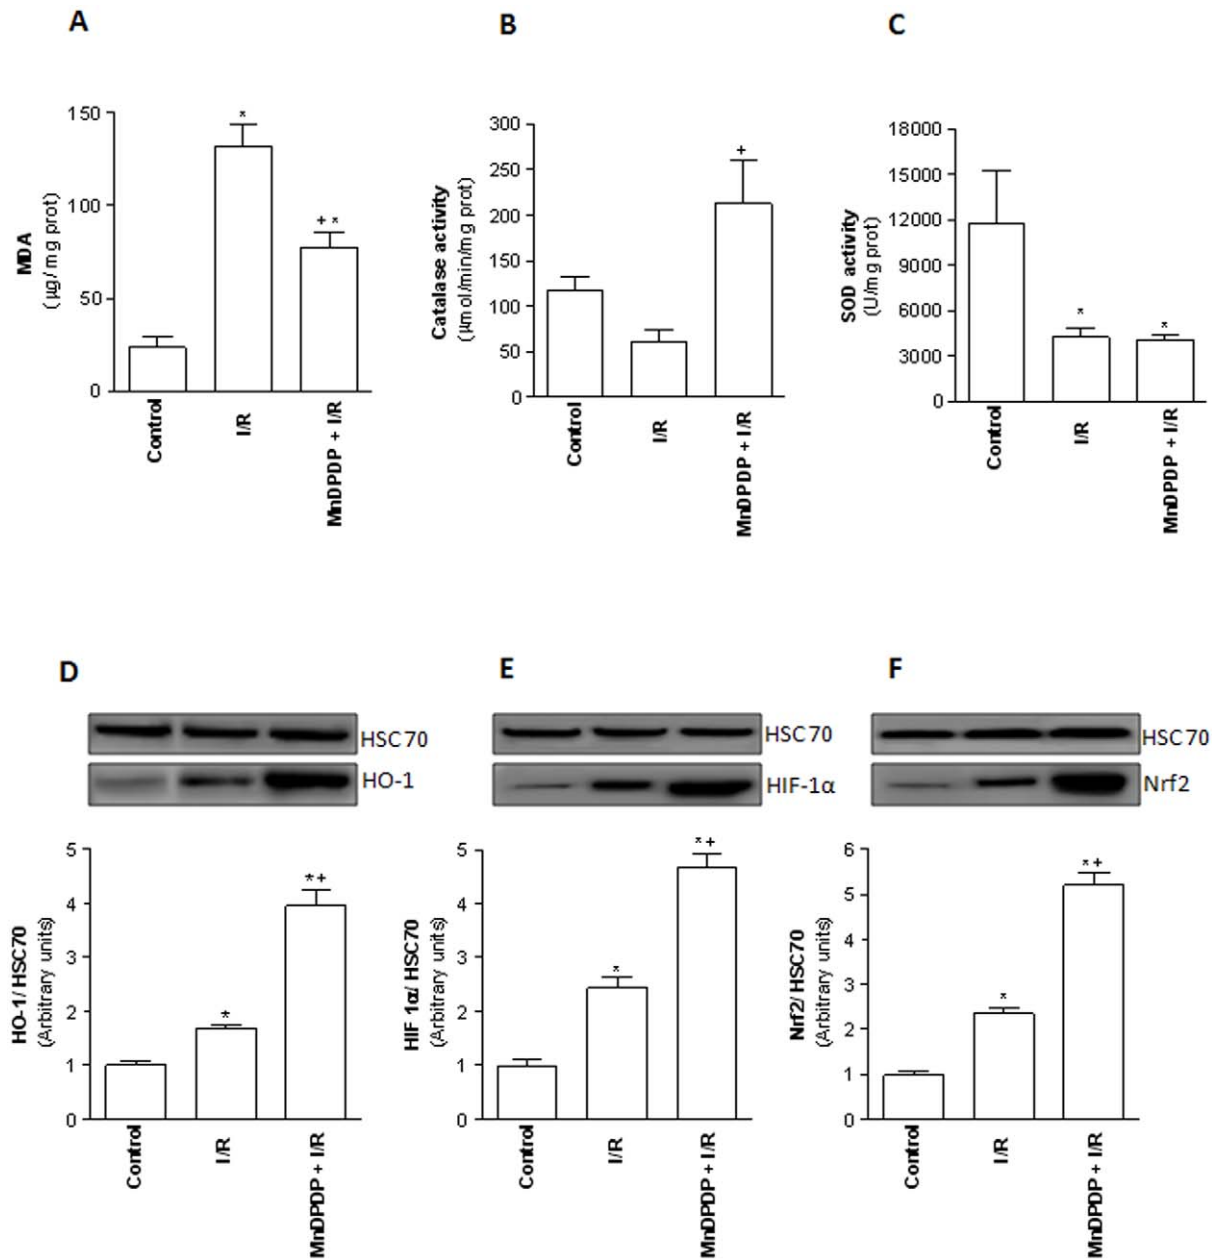 A
B
C
MDA
(µg/mg prot)
150
100
50
0
*
+ *
Control
I/R
MnDPDP + I/R
Catalase activity
(µmol/min/mg prot)
300
250
200
150
100
50
0
+
Control
I/R
MnDPDP + I/R
SOD activity
(U/mg prot)
18000
15000
12000
9000
6000
3000
0
*
*
Control
I/R
MnDPDP + I/R
D
E
F
HSC70
HO-1
HSC70
HIF-1α
HSC70
Nrf2
HO-1/ HSC70
(Arbitrary units)
5
4
3
2
1
0
*
*+
Control
I/R
MnDPDP + I/R
HIF 1α/ HSC70
(Arbitrary units)
5
4
3
2
1
0
*
*+
Control
I/R
MnDPDP + I/R
Nrf2/ HSC70
(Arbitrary units)
6
5
4
3
2
1
0
*
*+
Control
I/R
MnDPDP + I/R